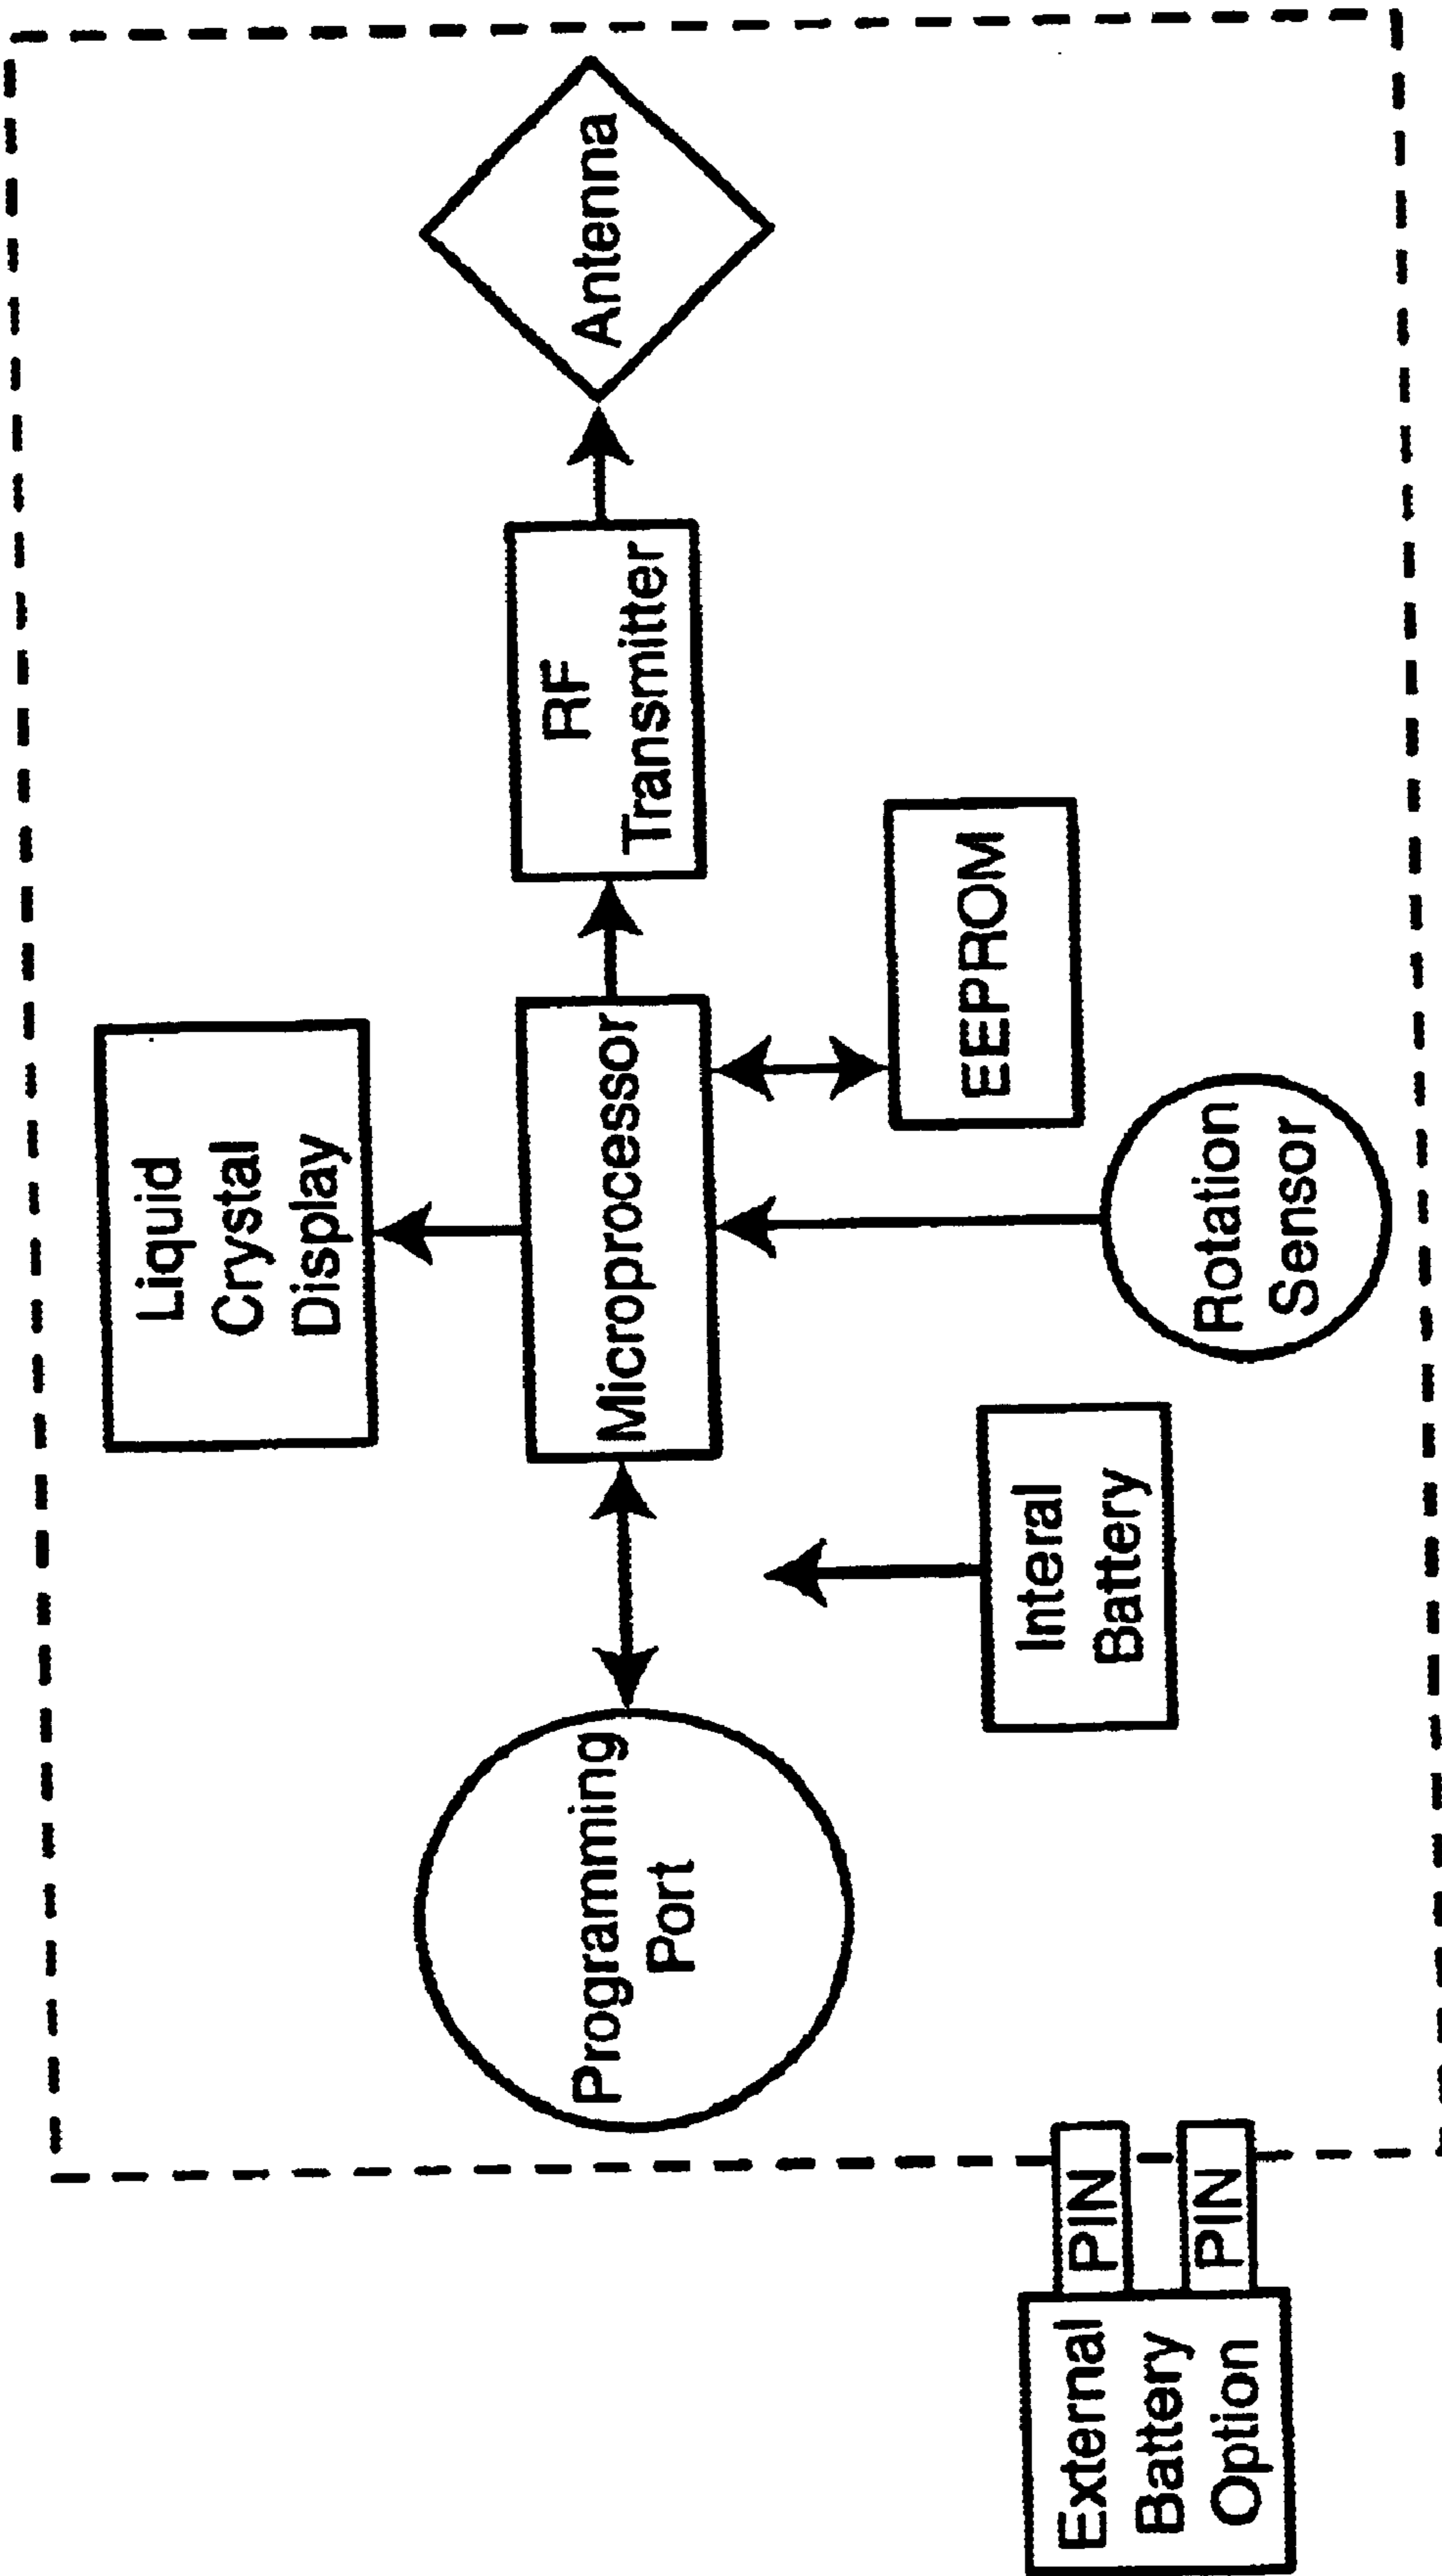 Liquid
Crystal
Display
Programming
Port
Microprocessor
RF
Transmitter
Antenna
EEPROM
Interal
Battery
Rotation
Sensor
External
Battery
Option
PIN
PIN